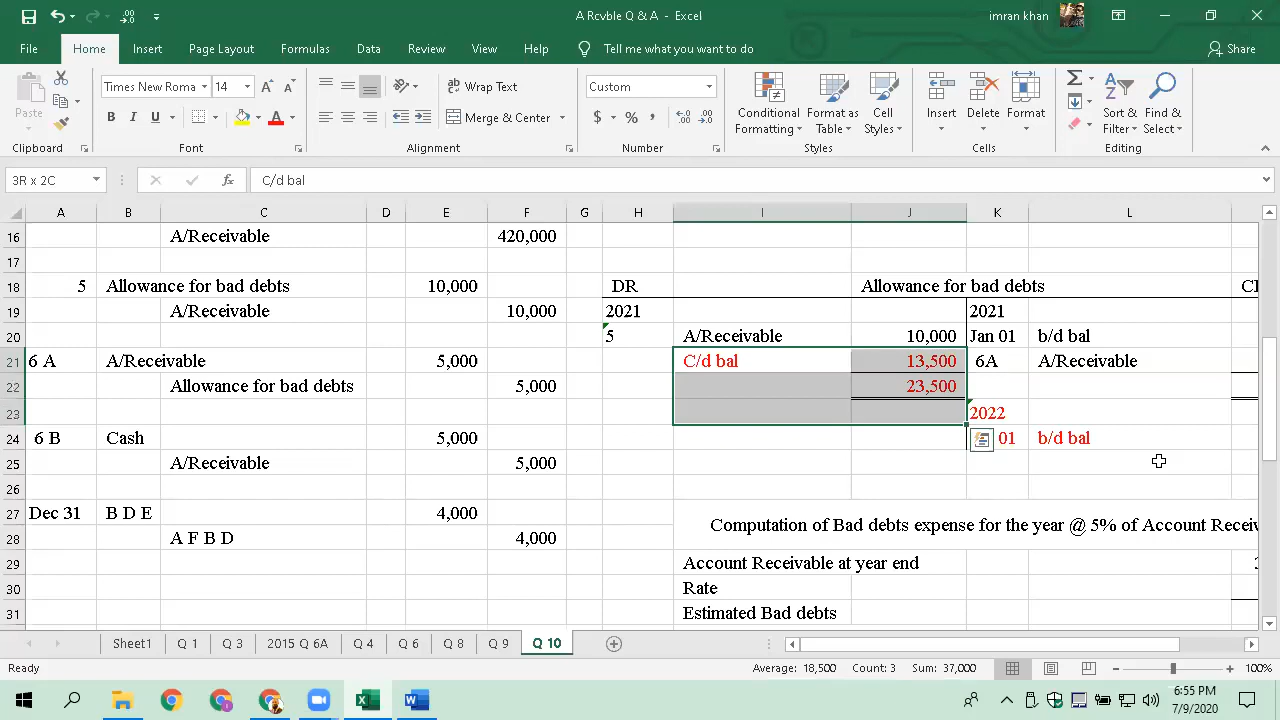 A Rcvble Q & A - Excel
imran khan
File Home Insert Page Layout Formulas Data Review View Help Tell me what you want to do Share
Times New Roma 14 Wrap Text Custom
Paste B I U A Merge & Center $ % , Conditional Formatting Format as Table Cell Styles Insert Delete Format Sort & Filter Find & Select
Clipboard Font Alignment Number Styles Cells Editing
3R x 2C fx C/d bal
A B C D E F G H I J K L
16 A/Receivable 420,000
17
18 5 Allowance for bad debts 10,000 DR Allowance for bad debts
19 A/Receivable 10,000 2021 2021
20 5 A/Receivable 10,000 Jan 01 b/d bal
21 6 A A/Receivable 5,000 C/d bal 13,500 6A A/Receivable
22 Allowance for bad debts 5,000 23,500
23 2022
24 6 B Cash 5,000 01 b/d bal
25 A/Receivable 5,000
26
27 Dec 31 B D E 4,000 Computation of Bad debts expense for the year @ 5% of Account
28 A F B D 4,000
29 Account Receivable at year end
30 Rate
31 Estimated Bad debts
Sheet1 Q 1 Q 3 2015 Q 6A Q 4 Q 6 Q 8 Q 9 Q 10
Ready Average: 18,500 Count: 3 Sum: 37,000 100%
6:55 PM
7/9/2020